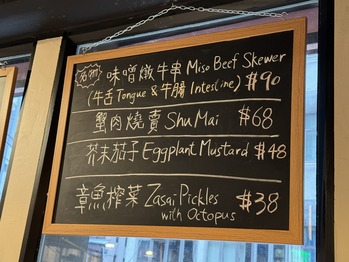 味噌燉牛串 Miso Beef Skewer
(牛舌 Tongue & 牛腸 Intestine) $90
蟹肉燒賣 Shu Mai $68
芥末茄子 Eggplant Mustard $48
章魚榨菜 Zasai Pickles
with Octopus $38